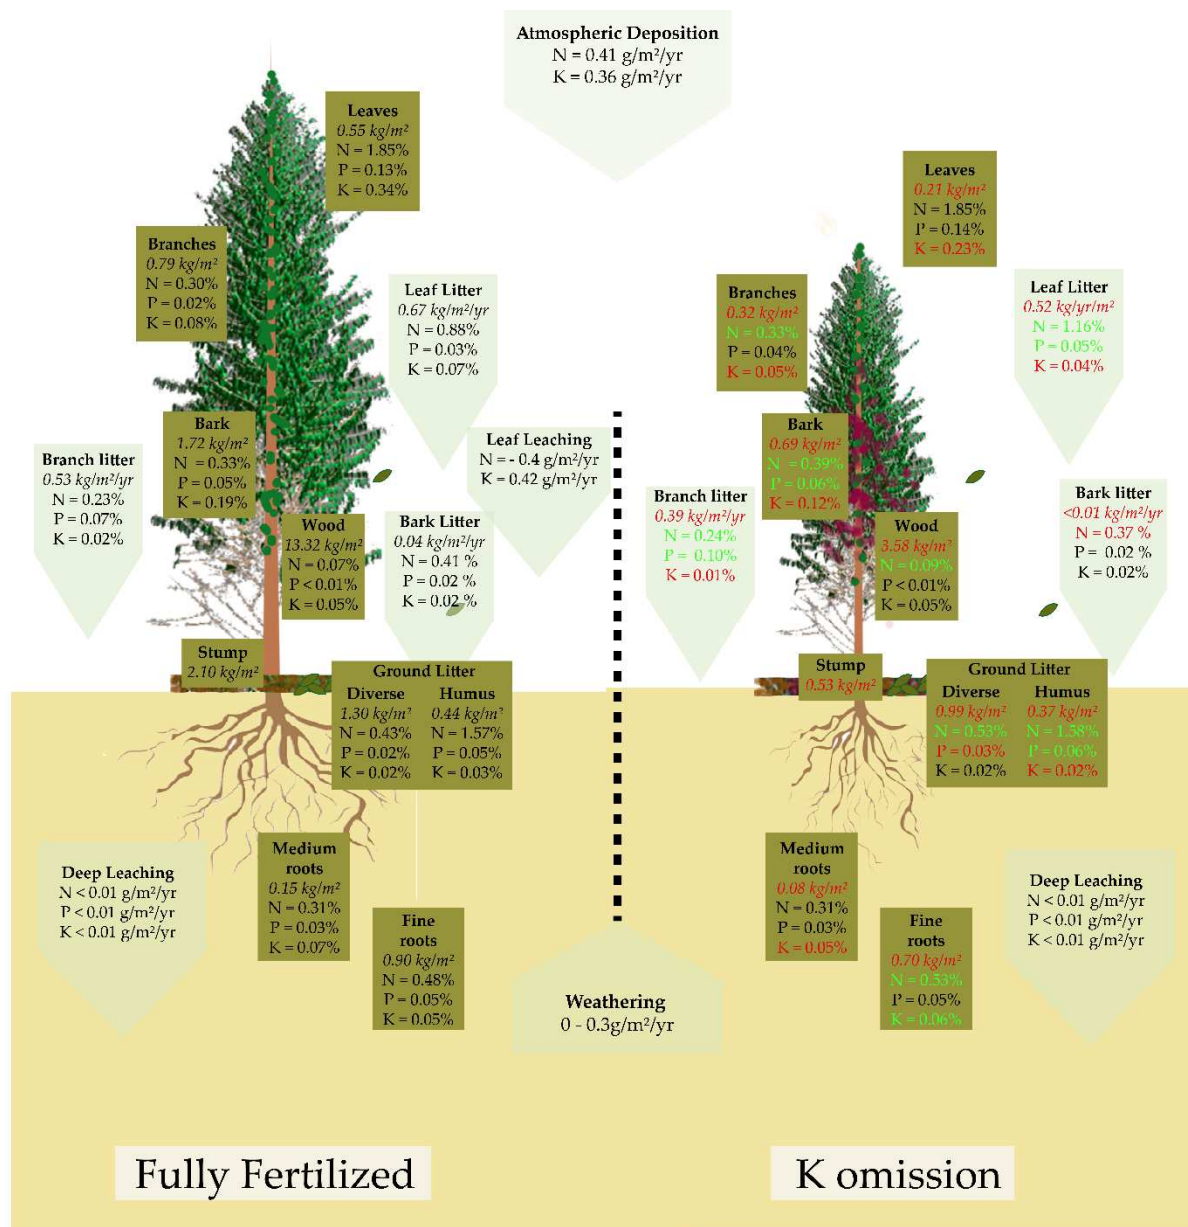 Atmospheric Deposition
N = 0.41 g/m²/yr
K = 0.36 g/m²/yr
Leaves
0.55 kg/m²
N = 1.85%
P = 0.13%
K = 0.34%
Branches
0.79 kg/m²
N = 0.30%
P = 0.02%
K = 0.08%
Leaf Litter
0.67 kg/m²/yr
N = 0.88%
P = 0.03%
K = 0.07%
Bark
1.72 kg/m²
N = 0.33%
P = 0.05%
K = 0.19%
Leaf Leaching
N = - 0.4 g/m²/yr
K = 0.42 g/m²/yr
Branch litter
0.53 kg/m²/yr
N = 0.23%
P = 0.07%
K = 0.02%
Wood
13.32 kg/m²
N = 0.07%
P < 0.01%
K = 0.05%
Bark Litter
0.04 kg/m²/yr
N = 0.41 %
P = 0.02 %
K = 0.02 %
Stump
2.10 kg/m²
Ground Litter
Diverse
1.30 kg/m²
N = 0.43%
P = 0.02%
K = 0.02%
Humus
0.44 kg/m²
N = 1.57%
P = 0.05%
K = 0.03%
Medium
roots
0.15 kg/m²
N = 0.31%
P = 0.03%
K = 0.07%
Deep Leaching
N < 0.01 g/m²/yr
P < 0.01 g/m²/yr
K < 0.01 g/m²/yr
Fine
roots
0.90 kg/m²
N = 0.48%
P = 0.05%
K = 0.05%
Weathering
0 - 0.3g/m²/yr
Fully Fertilized
Leaves
0.21 kg/m²
N = 1.85%
P = 0.14%
K = 0.23%
Branches
0.32 kg/m²
N = 0.33%
P = 0.04%
K = 0.05%
Leaf Litter
0.52 kg/yr/m²
N = 1.16%
P = 0.05%
K = 0.04%
Bark
0.69 kg/m²
N = 0.39%
P = 0.06%
K = 0.12%
Branch litter
0.39 kg/m²/yr
N = 0.24%
P = 0.10%
K = 0.01%
Wood
3.58 kg/m²
N = 0.09%
P < 0.01%
K = 0.05%
Bark litter
<0.01 kg/m²/yr
N = 0.37 %
P = 0.02 %
K = 0.02%
Stump
0.53 kg/m²
Ground Litter
Diverse
0.99 kg/m²
N = 0.53%
P = 0.03%
K = 0.02%
Humus
0.37 kg/m²
N = 1.58%
P = 0.06%
K = 0.02%
Medium
roots
0.08 kg/m²
N = 0.31%
P = 0.03%
K = 0.05%
Fine
roots
0.70 kg/m²
N = 0.53%
P = 0.05%
K = 0.06%
Deep Leaching
N < 0.01 g/m²/yr
P < 0.01 g/m²/yr
K < 0.01 g/m²/yr
K omission